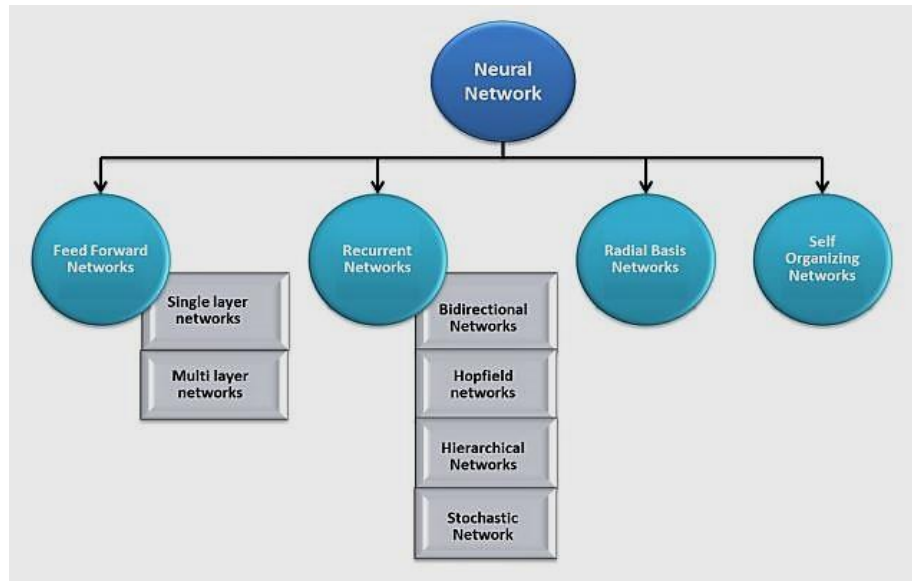 Neural
Network
Feed Forward
Networks
Single layer
networks
Multi layer
networks
Recurrent
Networks
Bidirectional
Networks
Hopfield
networks
Hierarchical
Networks
Stochastic
Network
Radial Basis
Networks
Self
Organizing
Networks